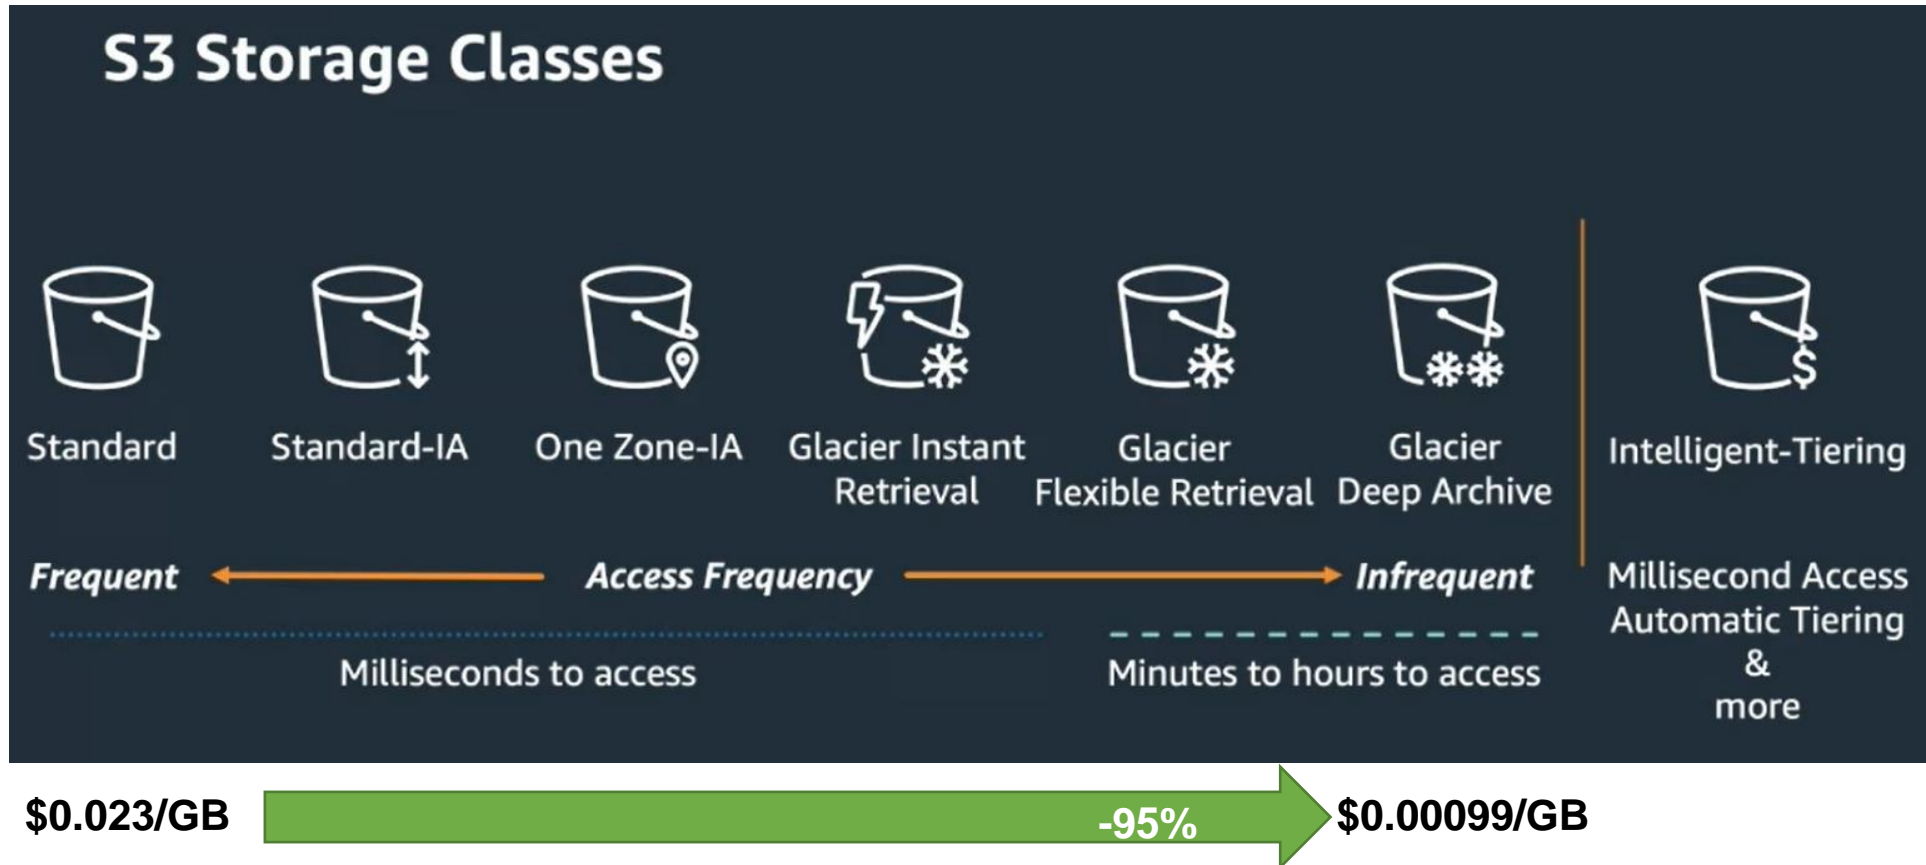 S3 Storage Classes
Standard
Standard-IA
One Zone-IA
Glacier Instant
Retrieval
Glacier
Flexible Retrieval
Glacier
Deep Archive
Intelligent-Tiering
Frequent
Access Frequency
Infrequent
Milliseconds to access
Minutes to hours to access
Millisecond Access
Automatic Tiering
&
more
$0.023/GB
-95%
$0.00099/GB